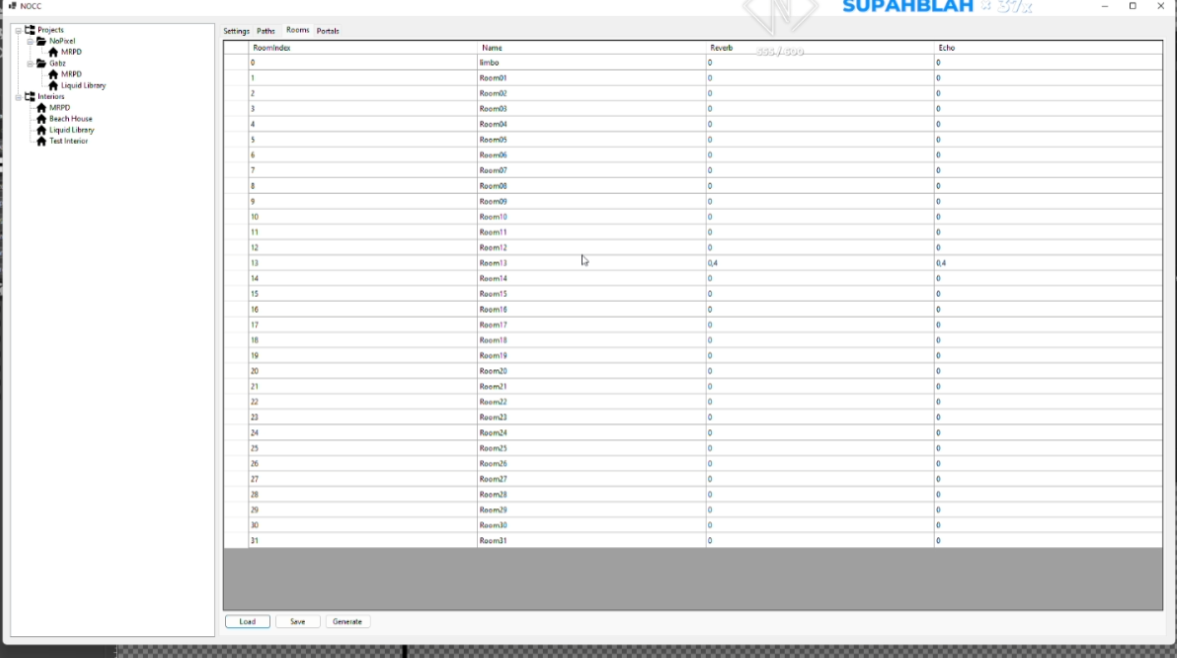 NOCC
SUPAHBLAH × 37x
555 / 600
Projects
NoPixel
MRPD
Gabz
MRPD
Liquid Library
Interiors
MRPD
Beach House
Liquid Library
Test Interior
Settings Paths Rooms Portals
RoomIndex Name Reverb Echo
0 limbo 0 0
1 Room01 0 0
2 Room02 0 0
3 Room03 0 0
4 Room04 0 0
5 Room05 0 0
6 Room06 0 0
7 Room07 0 0
8 Room08 0 0
9 Room09 0 0
10 Room10 0 0
11 Room11 0 0
12 Room12 0 0
13 Room13 0,4 0,4
14 Room14 0 0
15 Room15 0 0
16 Room16 0 0
17 Room17 0 0
18 Room18 0 0
19 Room19 0 0
20 Room20 0 0
21 Room21 0 0
22 Room22 0 0
23 Room23 0 0
24 Room24 0 0
25 Room25 0 0
26 Room26 0 0
27 Room27 0 0
28 Room28 0 0
29 Room29 0 0
30 Room30 0 0
31 Room31 0 0
Load Save Generate